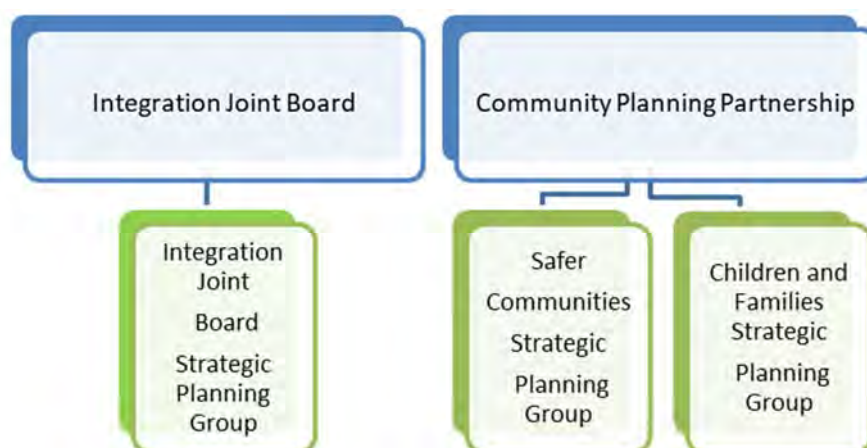 Integration Joint Board
Community Planning Partnership
Integration
Joint
Board
Strategic
Planning
Group
Safer
Communities
Strategic
Planning
Group
Children and
Families
Strategic
Planning
Group